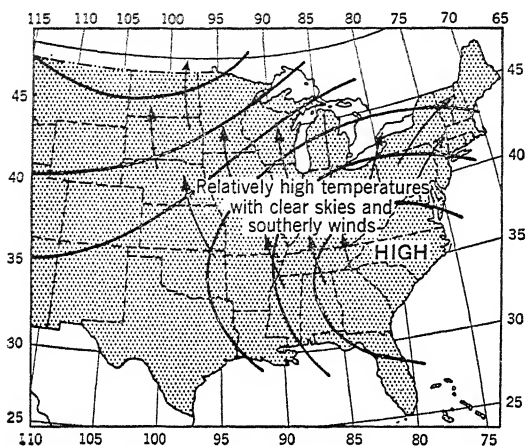 115 110 105 100 95 90 85 80 75 70 65
45 45
40 40
Relatively high temperatures
with clear skies and
southerly winds
HIGH
35 35
30 30
25 25
110 105 100 95 90 85 80 75